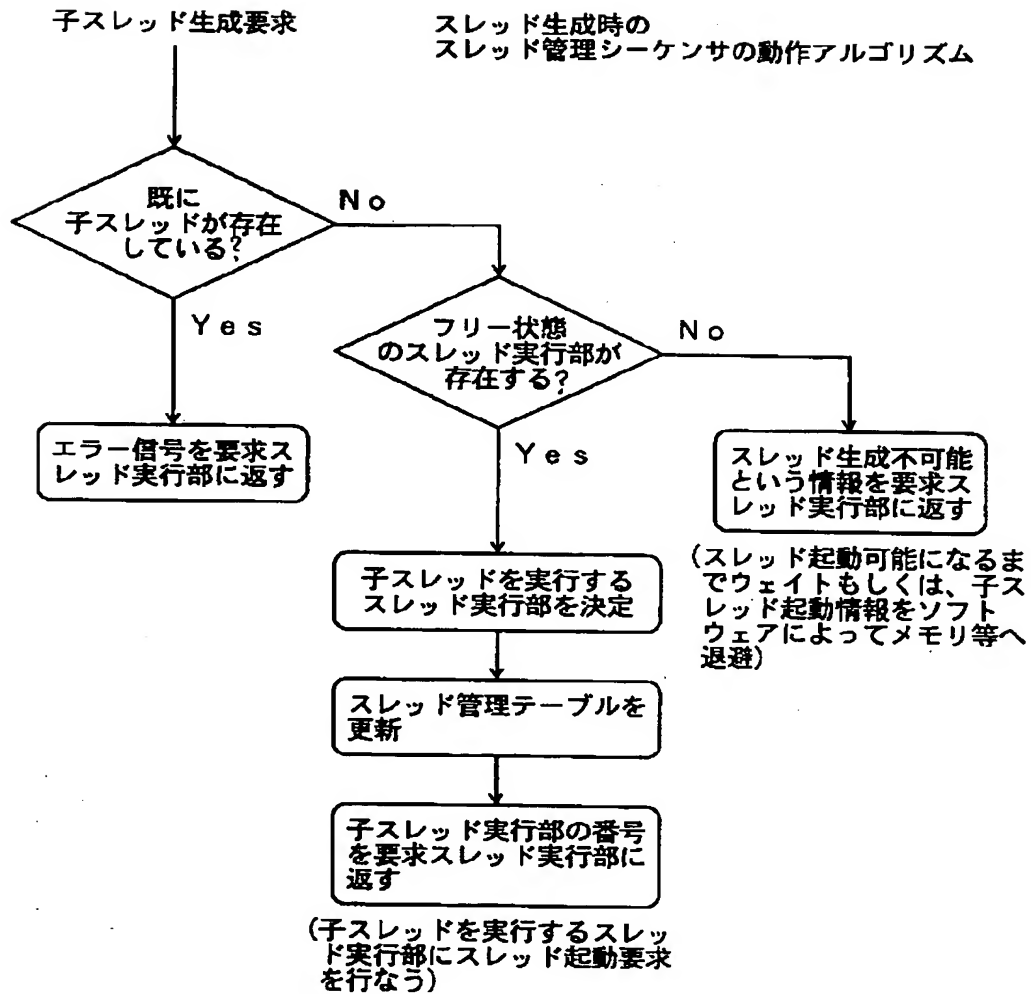 子スレッド生成要求
スレッド生成時の
スレッド管理シーケンサの動作アルゴリズム
既に
子スレッドが存在
している?
No
Yes
フリー状態
のスレッド実行部が
存在する?
No
Yes
エラー信号を要求ス
レッド実行部に返す
スレッド生成不可能
という情報を要求ス
レッド実行部に返す
(スレッド起動可能になるま
でウェイトもしくは、子ス
レッド起動情報をソフト
ウェアによってメモリ等へ
退避)
子スレッドを実行する
スレッド実行部を決定
スレッド管理テーブルを
更新
子スレッド実行部の番号
を要求スレッド実行部に
返す
(子スレッドを実行するスレッ
ド実行部にスレッド起動要求
を行なう)